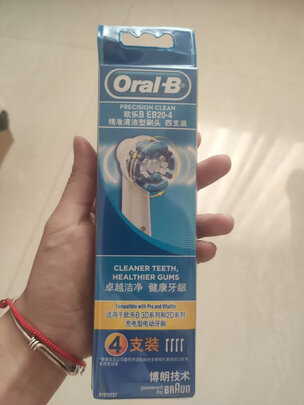 Oral-B
PRECISION CLEAN
欧乐B EB20-4
精准清洁型刷头 四支装
CLEANER TEETH,
HEALTHIER GUMS
卓越洁净 健康牙龈
Compatible with Pro and Vitality
适用于欧乐B 3D系列和2D系列
充电型电动牙刷
4支装
博朗技术
powered by BRAUN
91973727